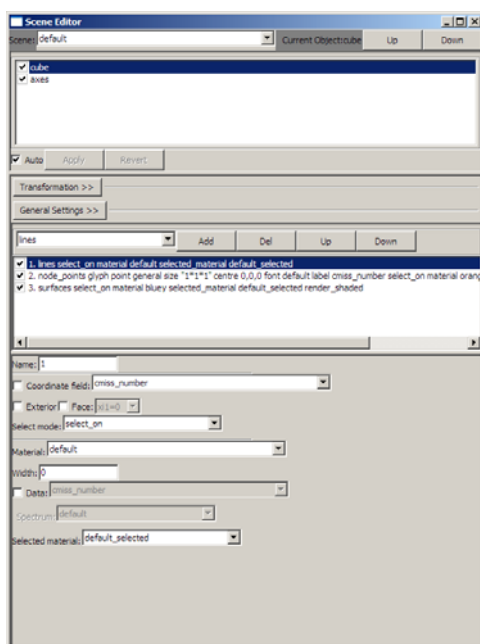 Scene Editor
Scene: default Current Object:cube Up Down
cube
axes
Auto Apply Revert
Transformation >>
General Settings >>
lines Add Del Up Down
1. lines select_on material default selected_material default_selected
2. node_points glyph point general size "1*1*1" centre 0,0,0 font default label cmiss_number select_on material orang
3. surfaces select_on material bluey selected_material default_selected render_shaded
Name: 1
Coordinate field: cmiss_number
Exterior Face: xi1=0
Select mode: select_on
Material: default
Width: 0
Data: cmiss_number
Spectrum: default
Selected material: default_selected